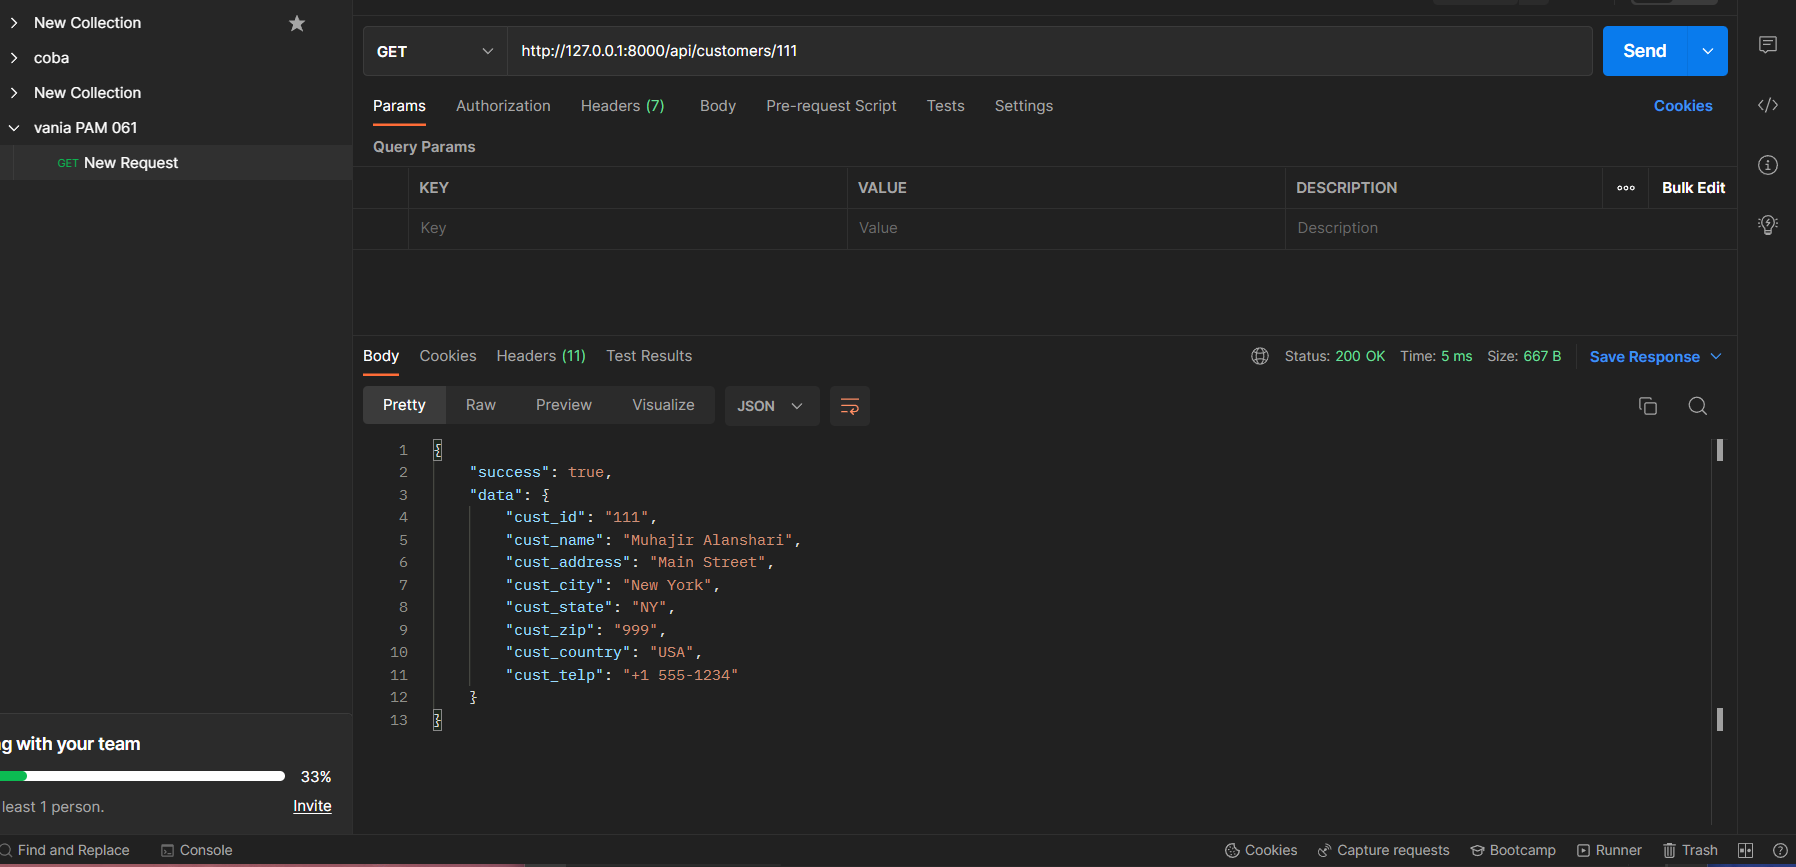 New Collection
coba
New Collection
vania PAM 061
GET New Request
g with your team
33%
least 1 person.
Invite
GET
http://127.0.0.1:8000/api/customers/111
Send
Params Authorization Headers (7) Body Pre-request Script Tests Settings Cookies
Query Params
KEY VALUE DESCRIPTION Bulk Edit
Key Value Description
Body Cookies Headers (11) Test Results Status: 200 OK Time: 5 ms Size: 667 B Save Response
Pretty Raw Preview Visualize JSON
1 {
2 "success": true,
3 "data": {
4 "cust_id": "111",
5 "cust_name": "Muhajir Alanshari",
6 "cust_address": "Main Street",
7 "cust_city": "New York",
8 "cust_state": "NY",
9 "cust_zip": "999",
10 "cust_country": "USA",
11 "cust_telp": "+1 555-1234"
12 }
13 }
Find and Replace Console Cookies Capture requests Bootcamp Runner Trash